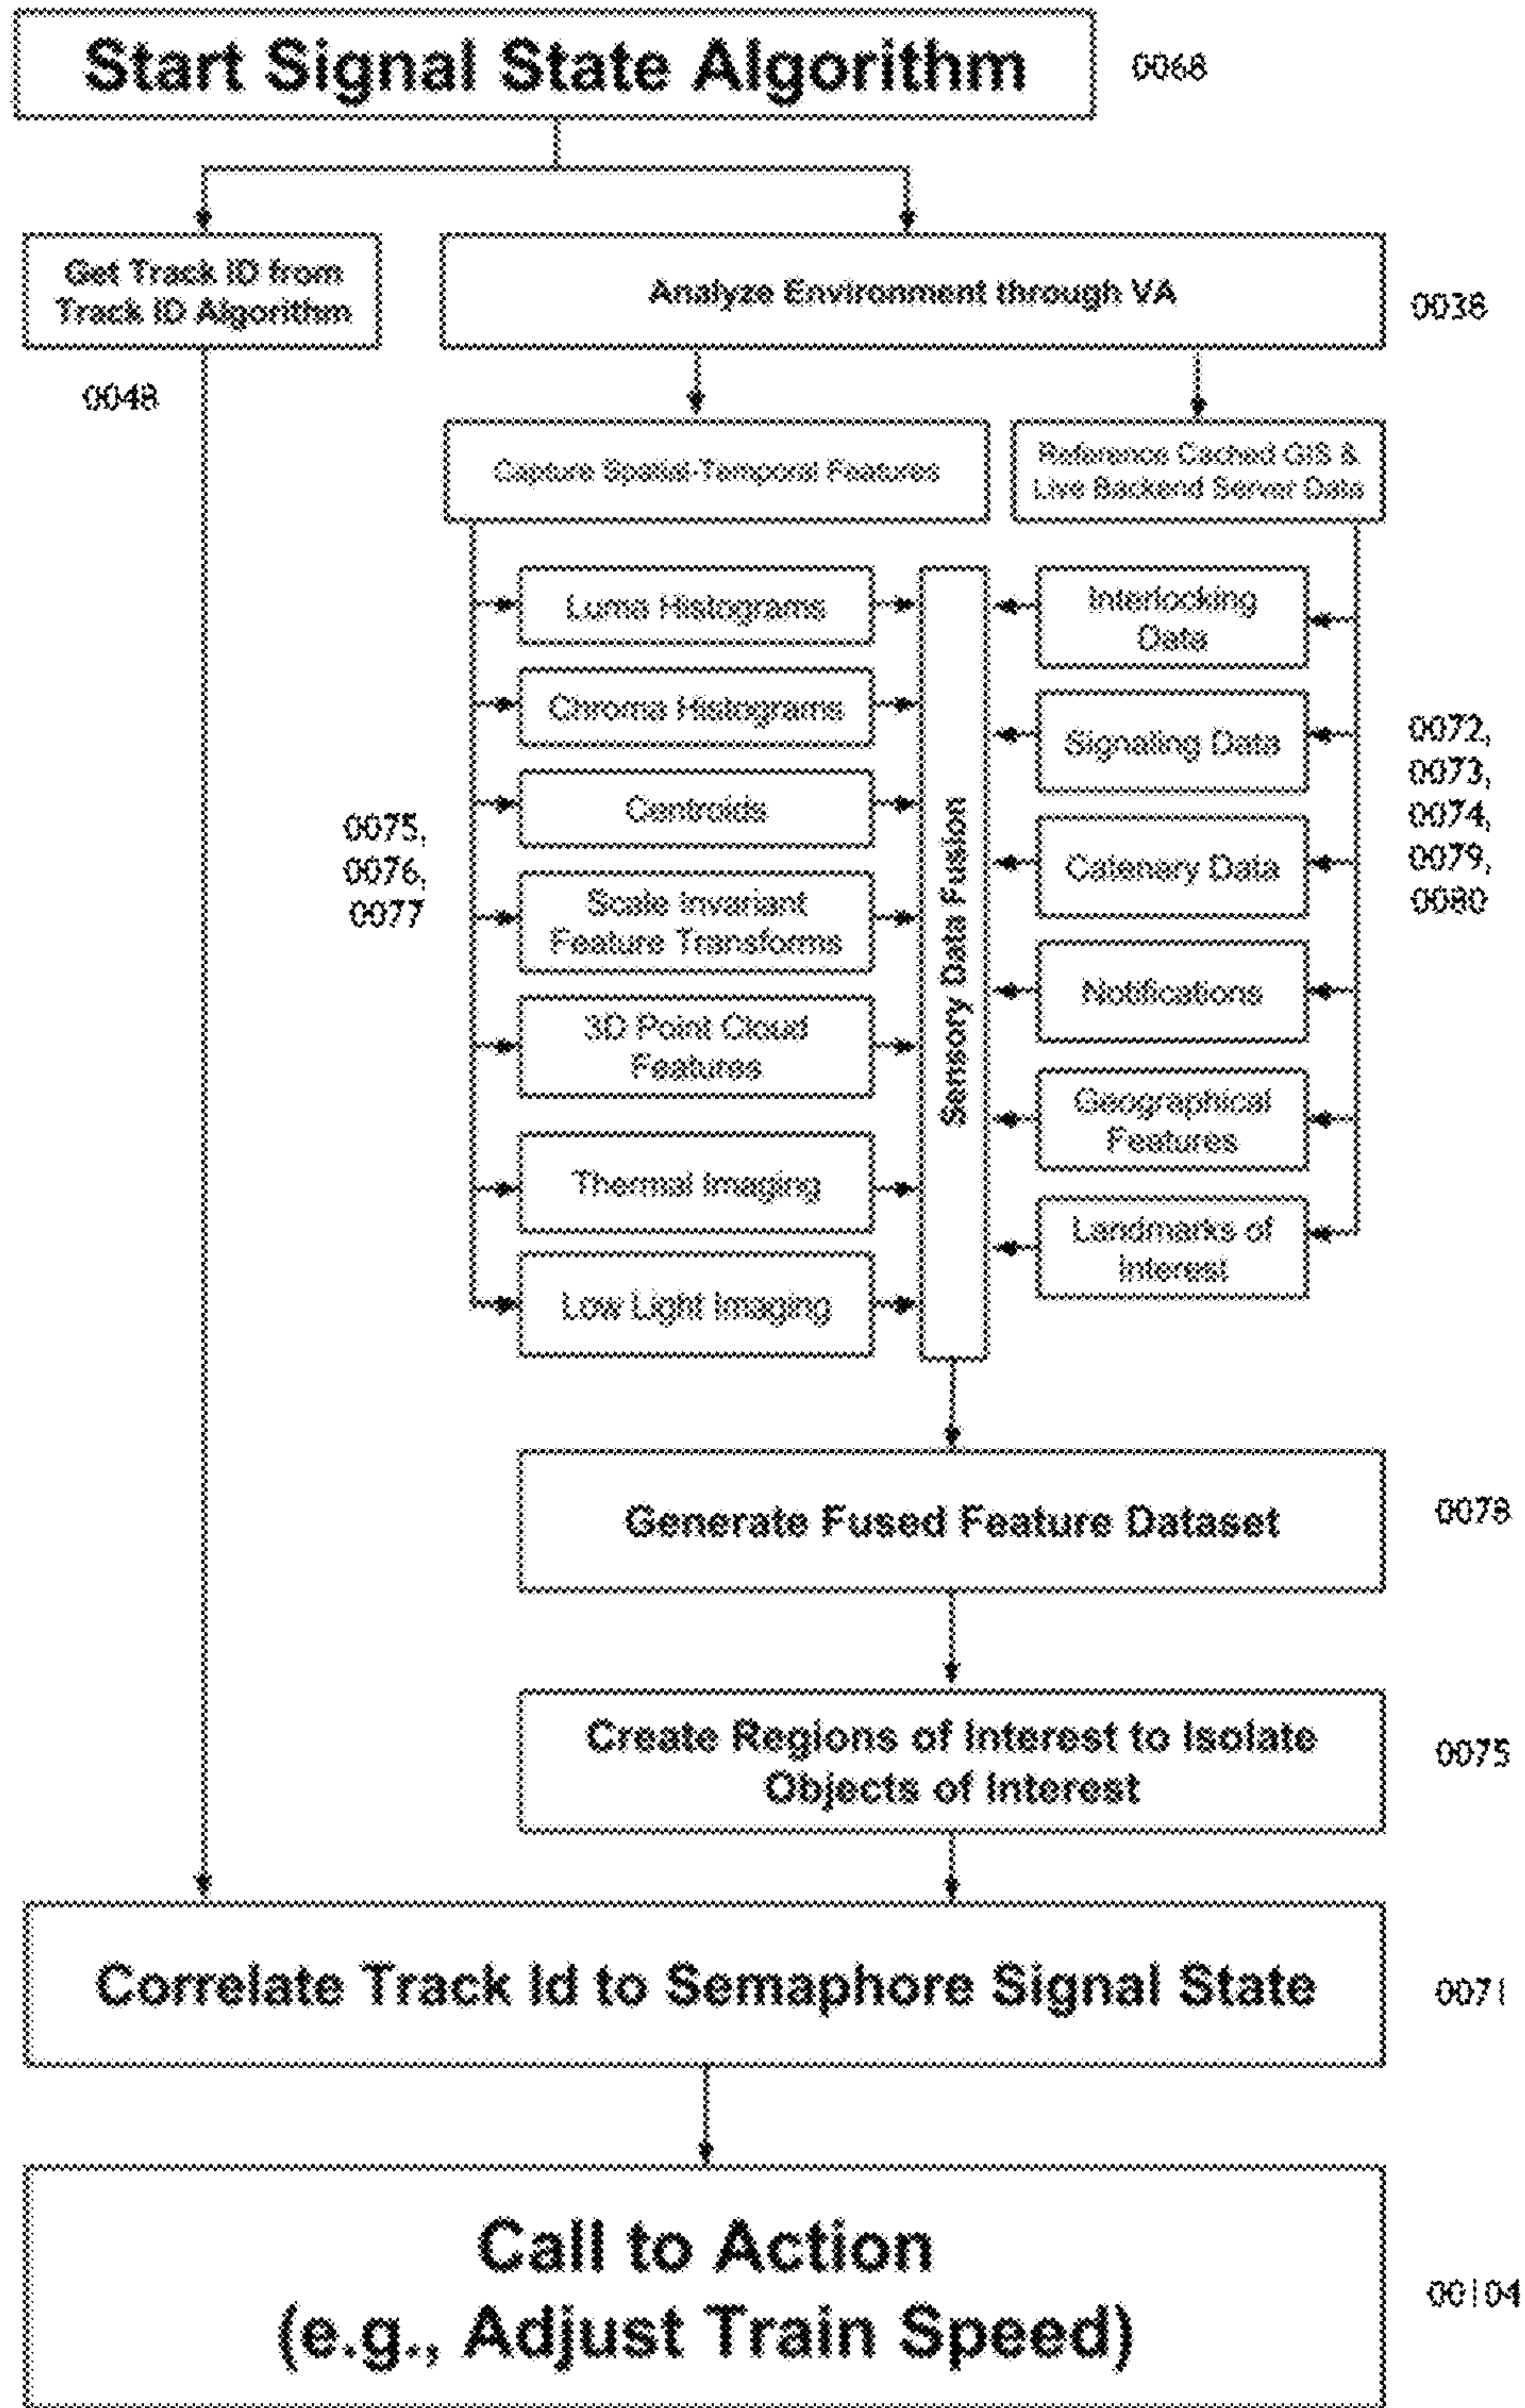 Start Signal State Algorithm
0068
Get Track ID from
Track ID Algorithm
0048
Analyze Environment through VA
0038
Capture Spatial-Temporal Features
Reference Cached GIS &
Live Backend Server Data
Luma Histograms
Chroma Histograms
Centroids
Scale Invariant
Feature Transforms
3D Point Cloud
Features
Thermal Imaging
Low Light Imaging
0075,
0076,
0077
Sensory Data Fusion
Interlocking
Data
Signaling Data
Catenary Data
Notifications
Geographical
Features
Landmarks of
Interest
0072,
0073,
0074,
0079,
0080
Generate Fused Feature Dataset
0078
Create Regions of Interest to Isolate
Objects of Interest
0075
Correlate Track Id to Semaphore Signal State
0071
Call to Action
(e.g., Adjust Train Speed)
00104